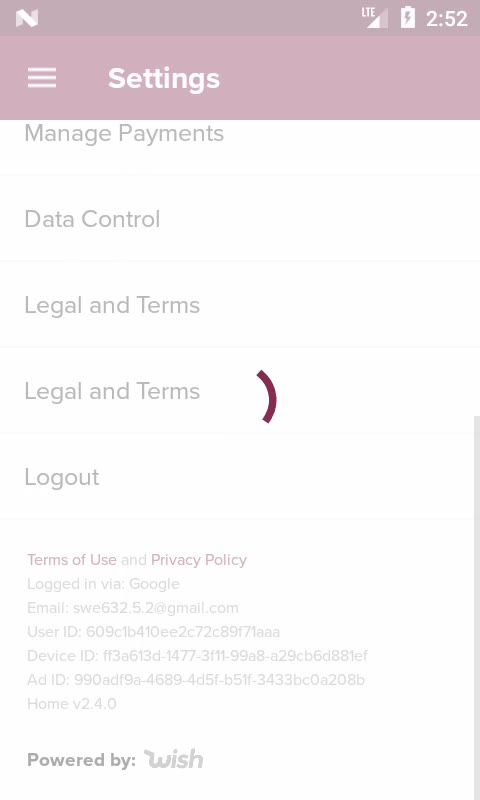 LTE 2:52
Settings
Manage Payments
Data Control
Legal and Terms
Legal and Terms
Logout
Terms of Use and Privacy Policy
Logged in via: Google
Email: swe632.5.2@gmail.com
User ID: 609c1b410ee2c72c89f71aaa
Device ID: ff3a613d-1477-3f11-99a8-a29cb6d881ef
Ad ID: 990adf9a-4689-4d5f-b51f-3433bc0a208b
Home v2.4.0
Powered by: wish